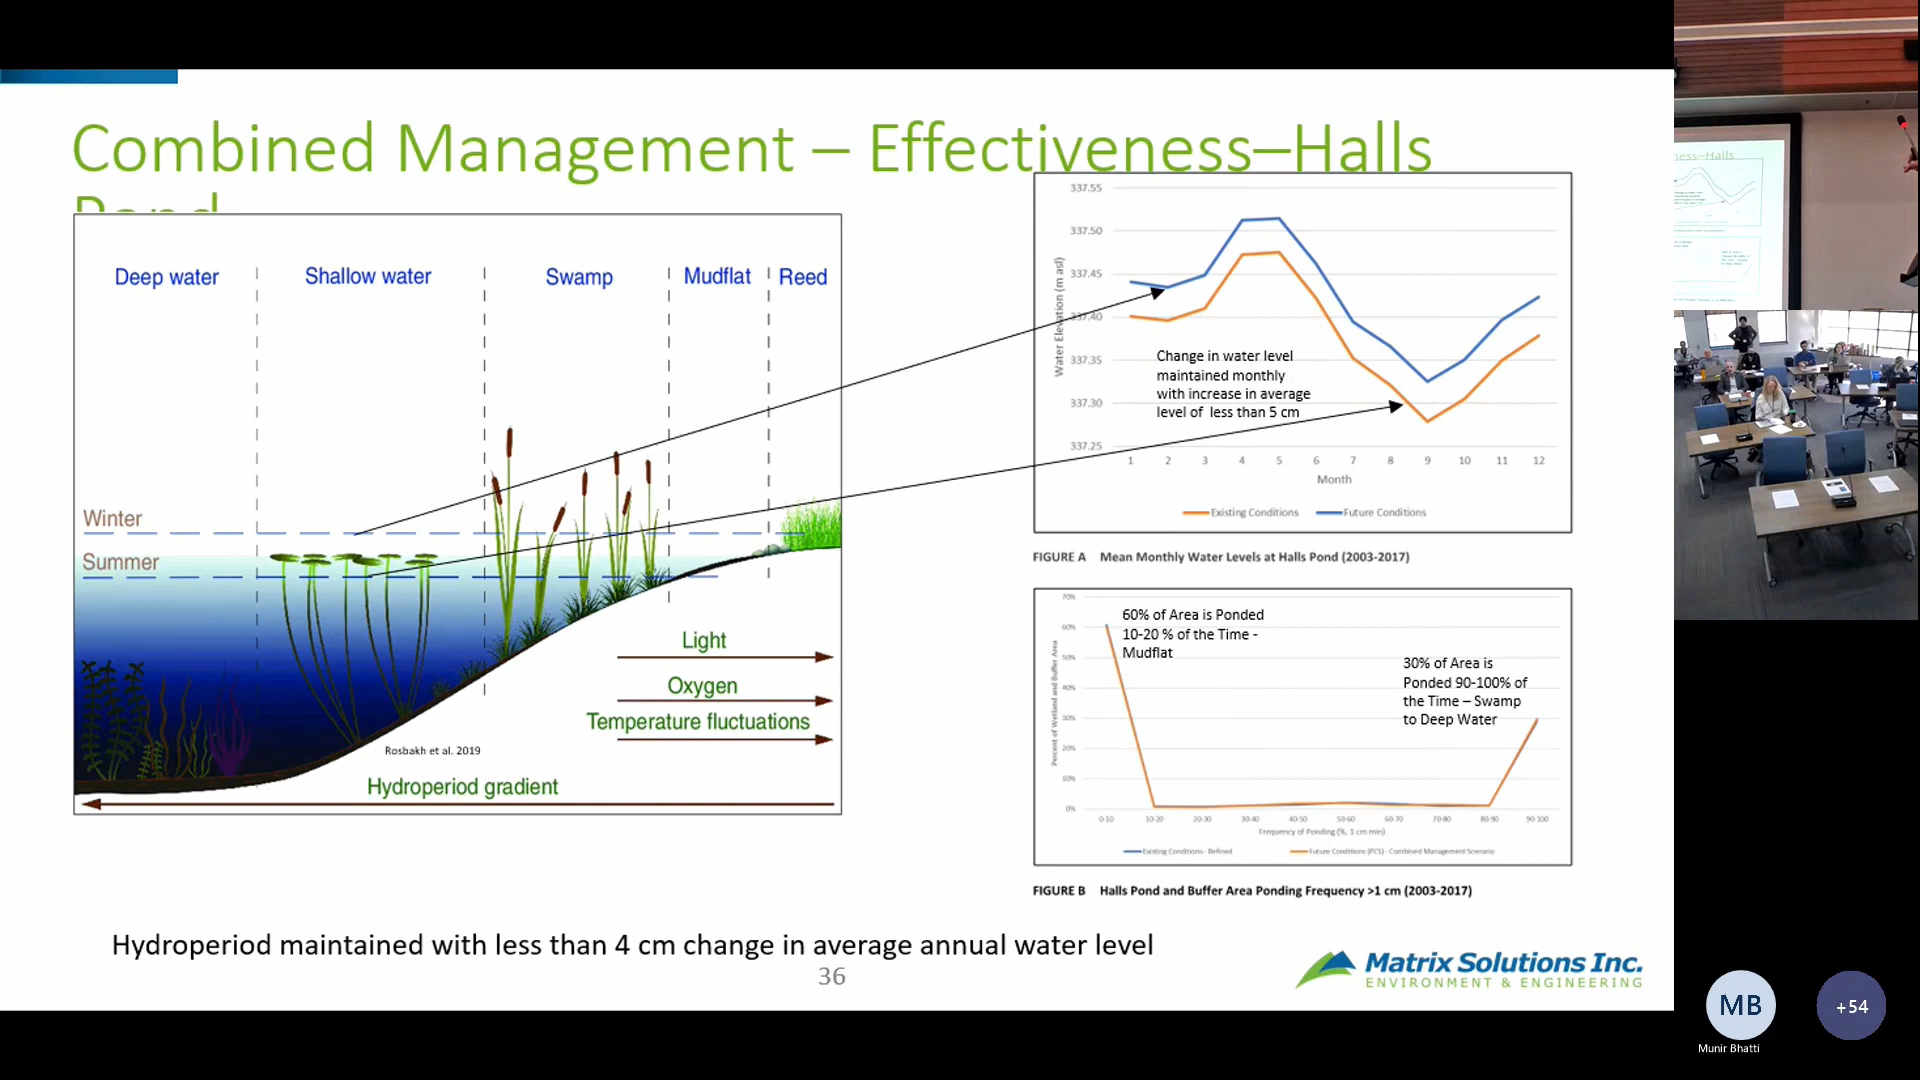 Combined Management – Effectiveness–Halls
Pond
Deep water
Shallow water
Swamp
Mudflat
Reed
Winter
Summer
Light
Oxygen
Temperature fluctuations
Rosbakh et al. 2019
Hydroperiod gradient
337.55
337.50
337.45
337.40
337.35
337.30
337.25
Water Elevation (m asl)
Change in water level
maintained monthly
with increase in average
level of less than 5 cm
1 2 3 4 5 6 7 8 9 10 11 12
Month
Existing Conditions Future Conditions
FIGURE A Mean Monthly Water Levels at Halls Pond (2003-2017)
70%
60%
50%
40%
30%
20%
10%
0%
Percent of Wetland and Buffer Area
60% of Area is Ponded
10-20 % of the Time -
Mudflat
30% of Area is
Ponded 90-100% of
the Time – Swamp
to Deep Water
0-10 10-20 20-30 30-40 40-50 50-60 60-70 70-80 80-90 90-100
Frequency of Ponding (%, 1 cm min)
Existing Conditions - Refined Future Conditions (PCS) - Combined Management Scenario
FIGURE B Halls Pond and Buffer Area Ponding Frequency >1 cm (2003-2017)
Hydroperiod maintained with less than 4 cm change in average annual water level
36
Matrix Solutions Inc.
ENVIRONMENT & ENGINEERING
ness–Halls
MB
+54
Munir Bhatti